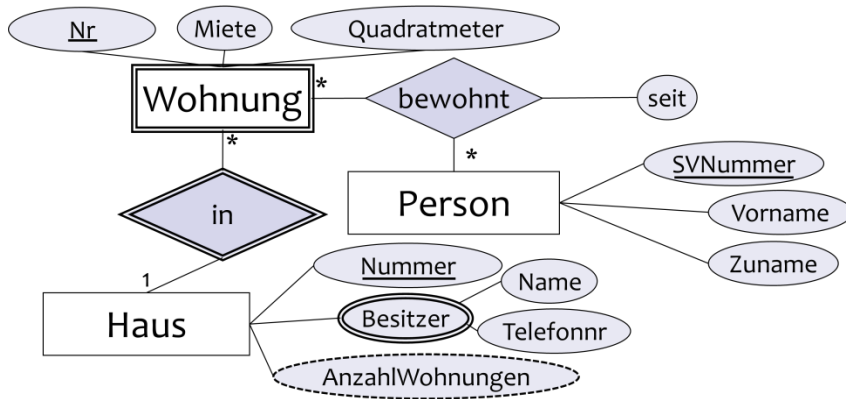 Nr
Miete
Quadratmeter
Wohnung
*
bewohnt
seit
*
*
in
Person
SVNummer
Vorname
Zuname
1
Haus
Nummer
Besitzer
Name
Telefonnr
AnzahlWohnungen